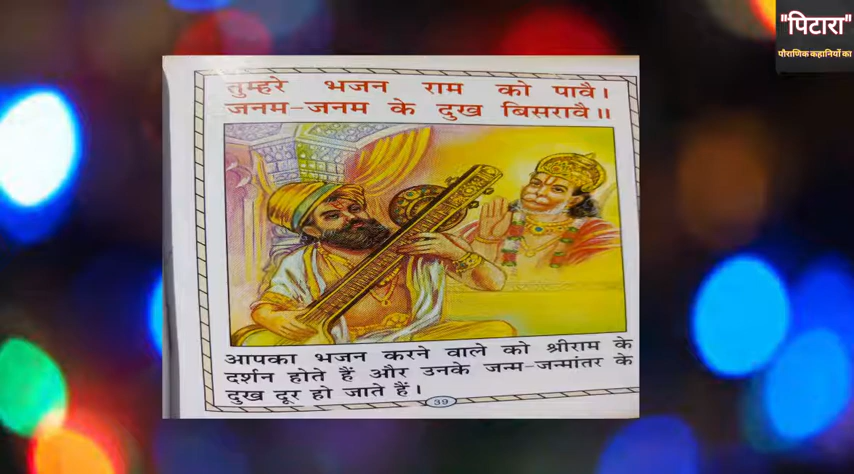 "पिटारा"
पौराणिक कहानियों का
तुम्हरे भजन राम को पावै।
जनम-जनम के दुख बिसरावै॥
आपका भजन करने वाले को श्रीराम के
दर्शन होते हैं और उनके जन्म-जन्मांतर के
दुख दूर हो जाते हैं।
39